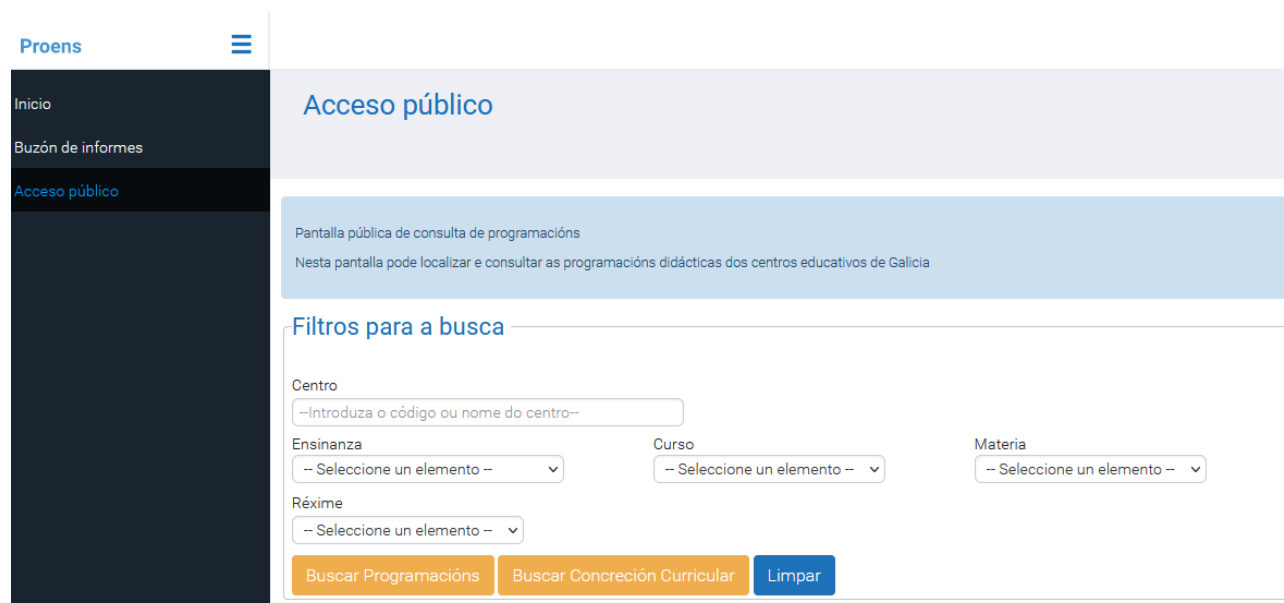 Proens
Inicio
Buzón de informes
Acceso público
Acceso público
Pantalla pública de consulta de programacións
Nesta pantalla pode localizar e consultar as programacións didácticas dos centros educativos de Galicia
Filtros para a busca
Centro
--Introduza o código ou nome do centro--
Ensinanza Curso Materia
-- Seleccione un elemento -- -- Seleccione un elemento -- -- Seleccione un elemento --
Réxime
-- Seleccione un elemento --
Buscar Programacións Buscar Concreción Curricular Limpar